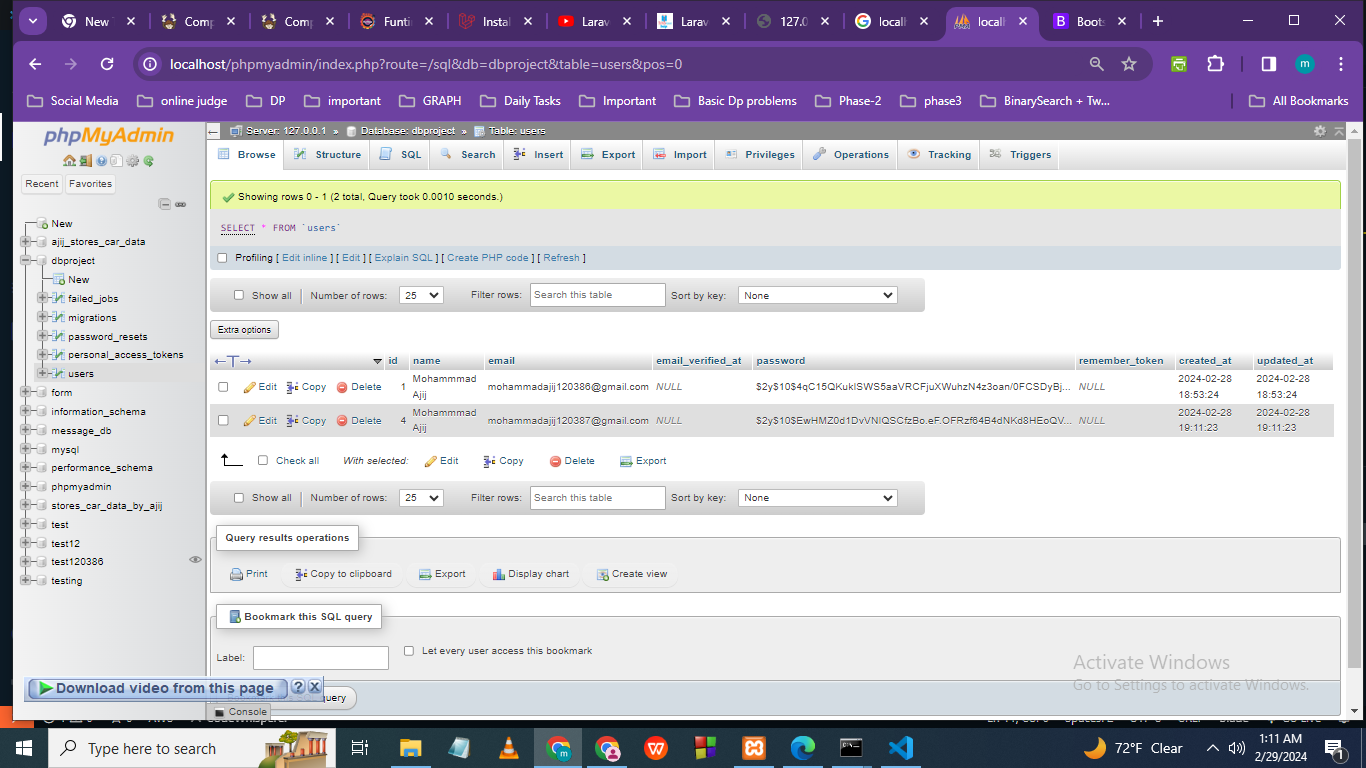 New
Comp
Comp
Funti
Instal
Larav
Larav
127.0
localh
localh
Boots
localhost/phpmyadmin/index.php?route=/sql&db=dbproject&table=users&pos=0
m
Social Media
online judge
DP
important
GRAPH
Daily Tasks
Important
Basic Dp problems
Phase-2
phase3
BinarySearch + Tw...
All Bookmarks
phpMyAdmin
Recent
Favorites
New
ajij_stores_car_data
dbproject
New
failed_jobs
migrations
password_resets
personal_access_tokens
users
form
information_schema
message_db
mysql
performance_schema
phpmyadmin
stores_car_data_by_ajij
test
test12
test120386
testing
Server: 127.0.0.1 » Database: dbproject » Table: users
Browse Structure SQL Search Insert Export Import Privileges Operations Tracking Triggers
Showing rows 0 - 1 (2 total, Query took 0.0010 seconds.)
SELECT * FROM `users`
Profiling [ Edit inline ] [ Edit ] [ Explain SQL ] [ Create PHP code ] [ Refresh ]
Show all Number of rows: 25 Filter rows: Search this table Sort by key: None
Extra options
id name email email_verified_at password remember_token created_at updated_at
Edit Copy Delete 1 Mohammmad Ajij mohammadajij120386@gmail.com NULL $2y$10$4qC15QKukISWS5aaVRCFjuXWuhzN4z3oan/0FCSDyBj... NULL 2024-02-28 18:53:24 2024-02-28 18:53:24
Edit Copy Delete 4 Mohammmad Ajij mohammadajij120387@gmail.com NULL $2y$10$EwHMZ0d1DvVNIQSCfzBo.eF.OFRzf64B4dNKd8HEoQV... NULL 2024-02-28 19:11:23 2024-02-28 19:11:23
Check all With selected: Edit Copy Delete Export
Show all Number of rows: 25 Filter rows: Search this table Sort by key: None
Query results operations
Print Copy to clipboard Export Display chart Create view
Bookmark this SQL query
Label:
Let every user access this bookmark
Download video from this page
query
Console
Activate Windows
Go to Settings to activate Windows.
Type here to search
72°F Clear
1:11 AM
2/29/2024
1